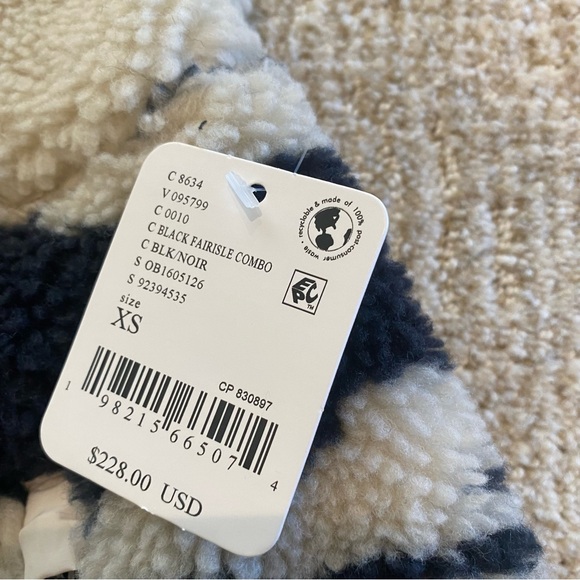 C 8634
V 095799
C 0010
C BLACK FAIRISLE COMBO
C BLK/NOIR
S OB1605126
S 92394535
size
XS
recyclable & made of 100% post-consumer waste
ECPC™
CP 830897
1 98215 66507 4
$228.00 USD